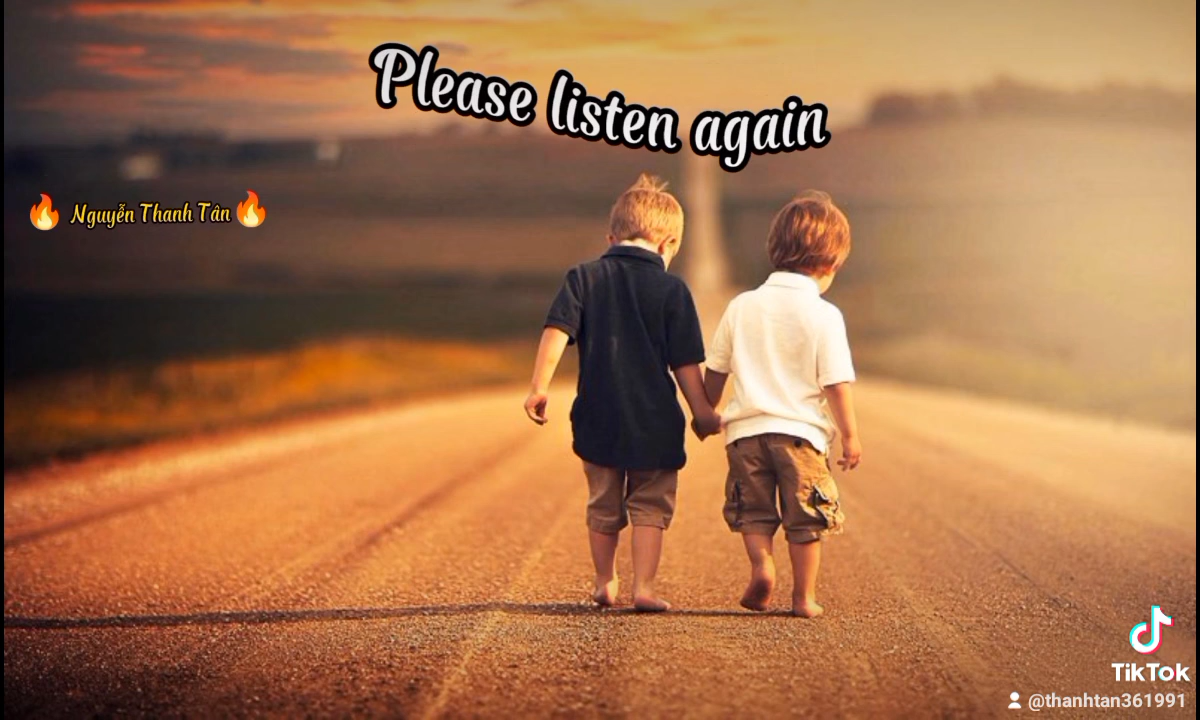 Please listen again
🔥 Nguyễn Thanh Tân 🔥
TikTok
@thanhtan361991